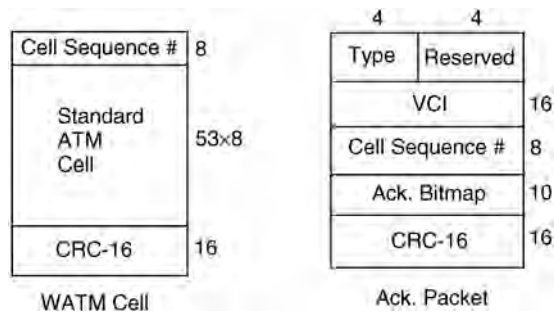 Cell Sequence # 8
Standard
ATM
Cell
53×8
CRC-16 16
WATM Cell
4 4
Type Reserved
VCI 16
Cell Sequence # 8
Ack. Bitmap 10
CRC-16 16
Ack. Packet